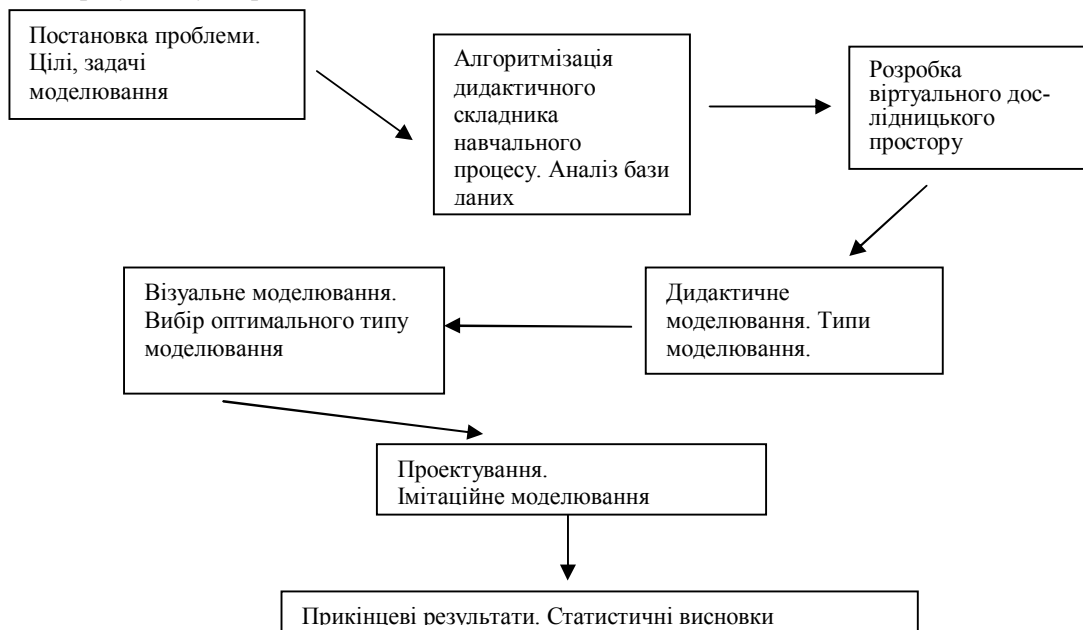 Постановка проблеми.
Цілі, задачі
моделювання
Алгоритмізація
дидактичного
складника
навчального
процесу. Аналіз бази
даних
Розробка
віртуального дос-
лідницького
простору
Візуальне моделювання.
Вибір оптимального типу
моделювання
Дидактичне
моделювання. Типи
моделювання.
Проектування.
Імітаційне моделювання
Прикінцеві результати. Статистичні висновки